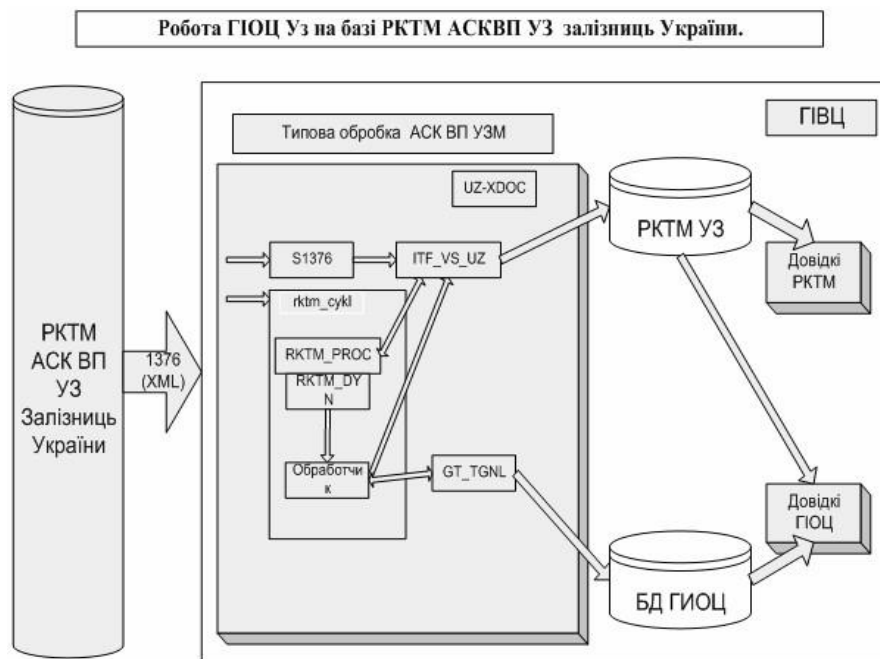 Робота ГІОЦ Уз на базі РКТМ АСКВП УЗ залізниць України.
ГІВЦ
Типова обробка АСК ВП УЗМ
UZ-XDOC
РКТМ УЗ
S1376
ITF_VS_UZ
Довідкі
РКТМ
rktm_cykl
РКТМ
АСК ВП
УЗ
Залізниць
України
1376
(XML)
RKTM_PROC
RKTM_DY
N
Обработчи
к
GT_TGNL
Довідкі
ГІОЦ
БД ГИОЦ